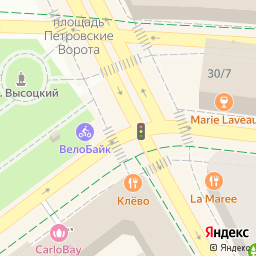 площадь
Петровские
Ворота
30/7
. Высоцкий
Marie Laveau
ВелоБайк
Клёво
La Maree
CarloBay
Яндекс